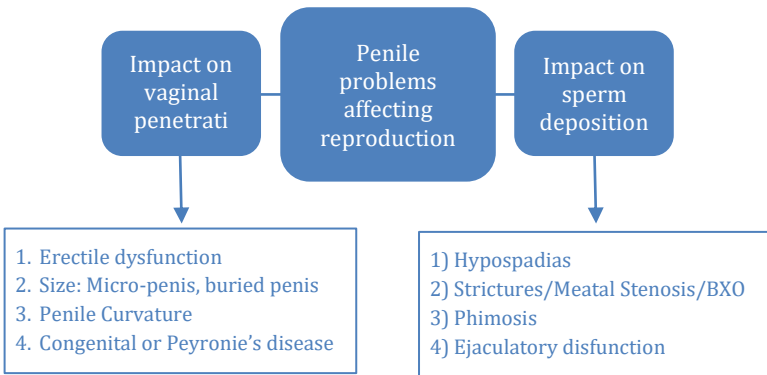 Impact on
vaginal
penetrati
Penile
problems
affecting
reproduction
Impact on
sperm
deposition
1. Erectile dysfunction
2. Size: Micro-penis, buried penis
3. Penile Curvature
4. Congenital or Peyronie's disease
1) Hypospadias
2) Strictures/Meatal Stenosis/BXO
3) Phimosis
4) Ejaculatory disfunction